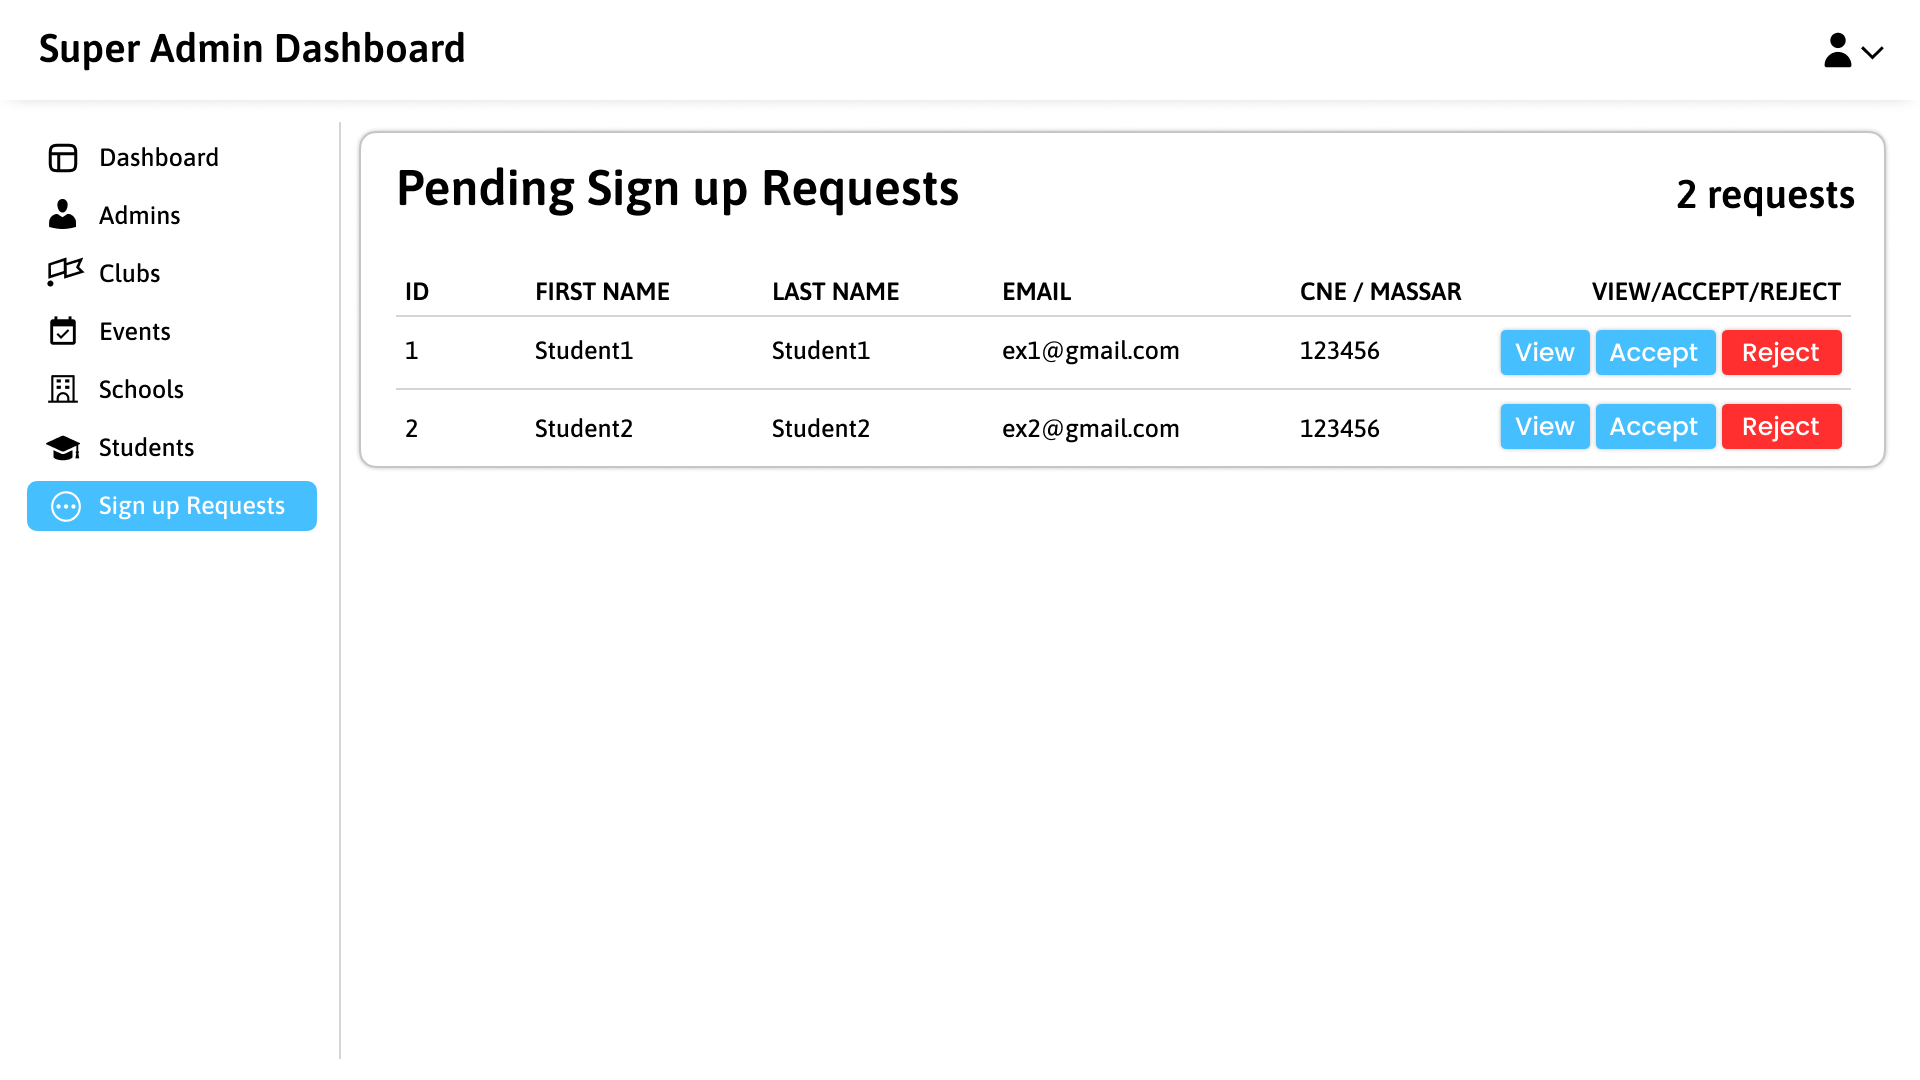 Super Admin Dashboard
Dashboard
Admins
Clubs
Events
Schools
Students
Sign up Requests
Pending Sign up Requests
2 requests
ID FIRST NAME LAST NAME EMAIL CNE / MASSAR VIEW/ACCEPT/REJECT
1 Student1 Student1 ex1@gmail.com 123456 View Accept Reject
2 Student2 Student2 ex2@gmail.com 123456 View Accept Reject